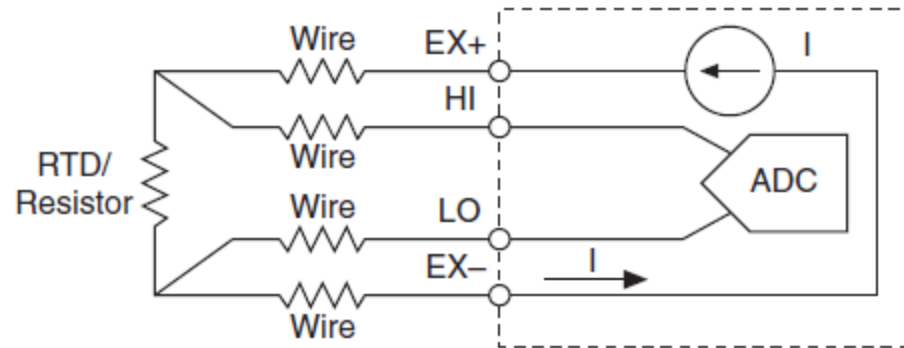 Wire
EX+
I
HI
Wire
RTD/
Resistor
ADC
Wire
LO
EX–
I
Wire